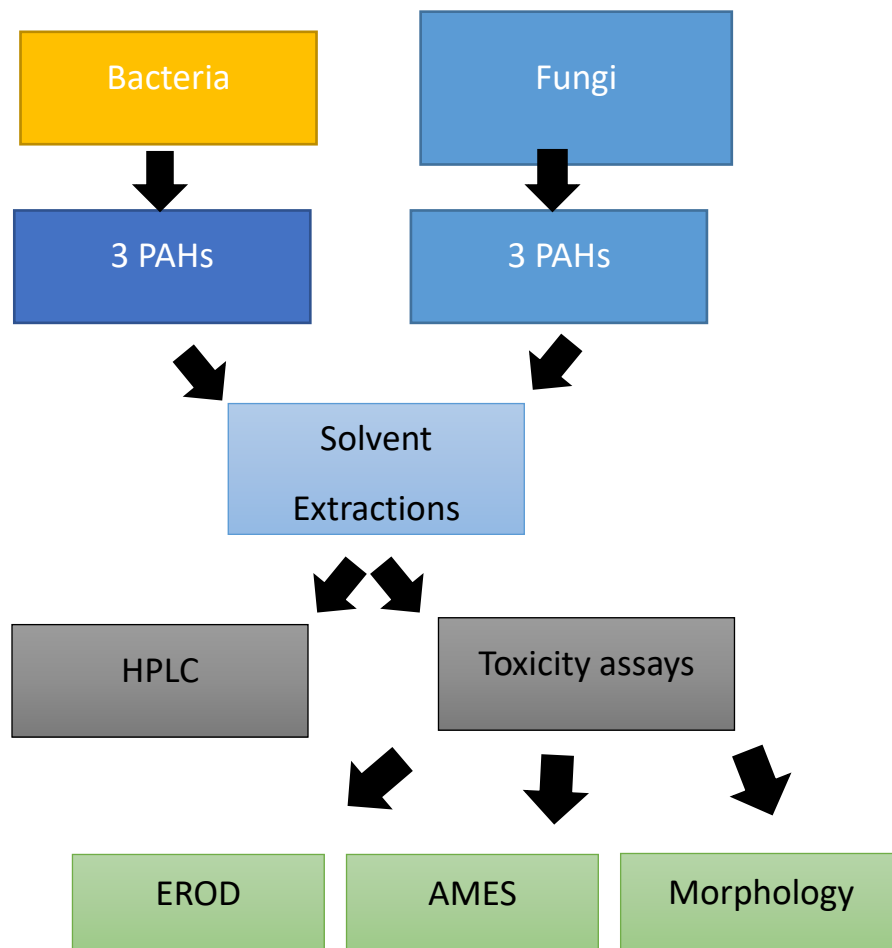 Bacteria
Fungi
3 PAHs
3 PAHs
Solvent
Extractions
HPLC
Toxicity assays
EROD
AMES
Morphology